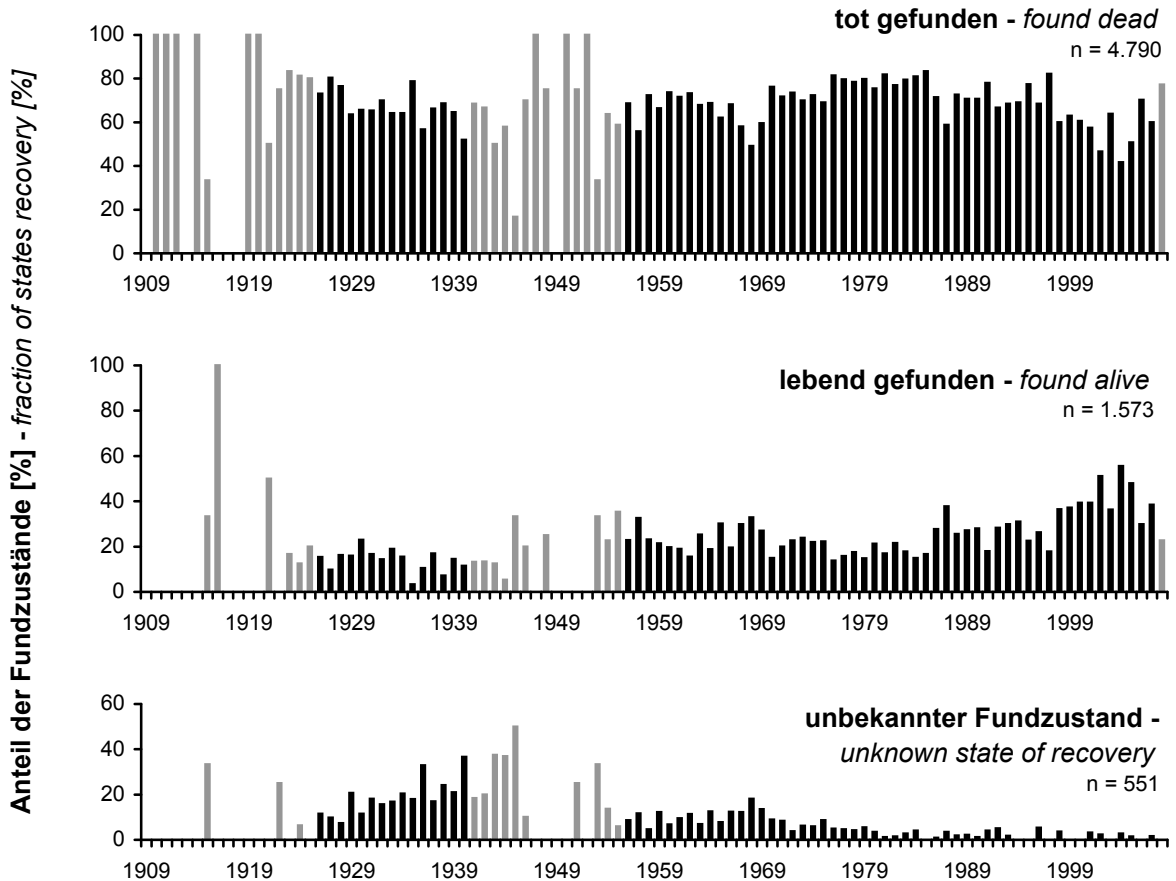 Anteil der Fundzustände [%] - fraction of states recovery [%]
tot gefunden - found dead
n = 4.790
100
80
60
40
20
0
1909 1919 1929 1939 1949 1959 1969 1979 1989 1999
lebend gefunden - found alive
n = 1.573
100
80
60
40
20
0
1909 1919 1929 1939 1949 1959 1969 1979 1989 1999
unbekannter Fundzustand -
unknown state of recovery
n = 551
60
40
20
0
1909 1919 1929 1939 1949 1959 1969 1979 1989 1999